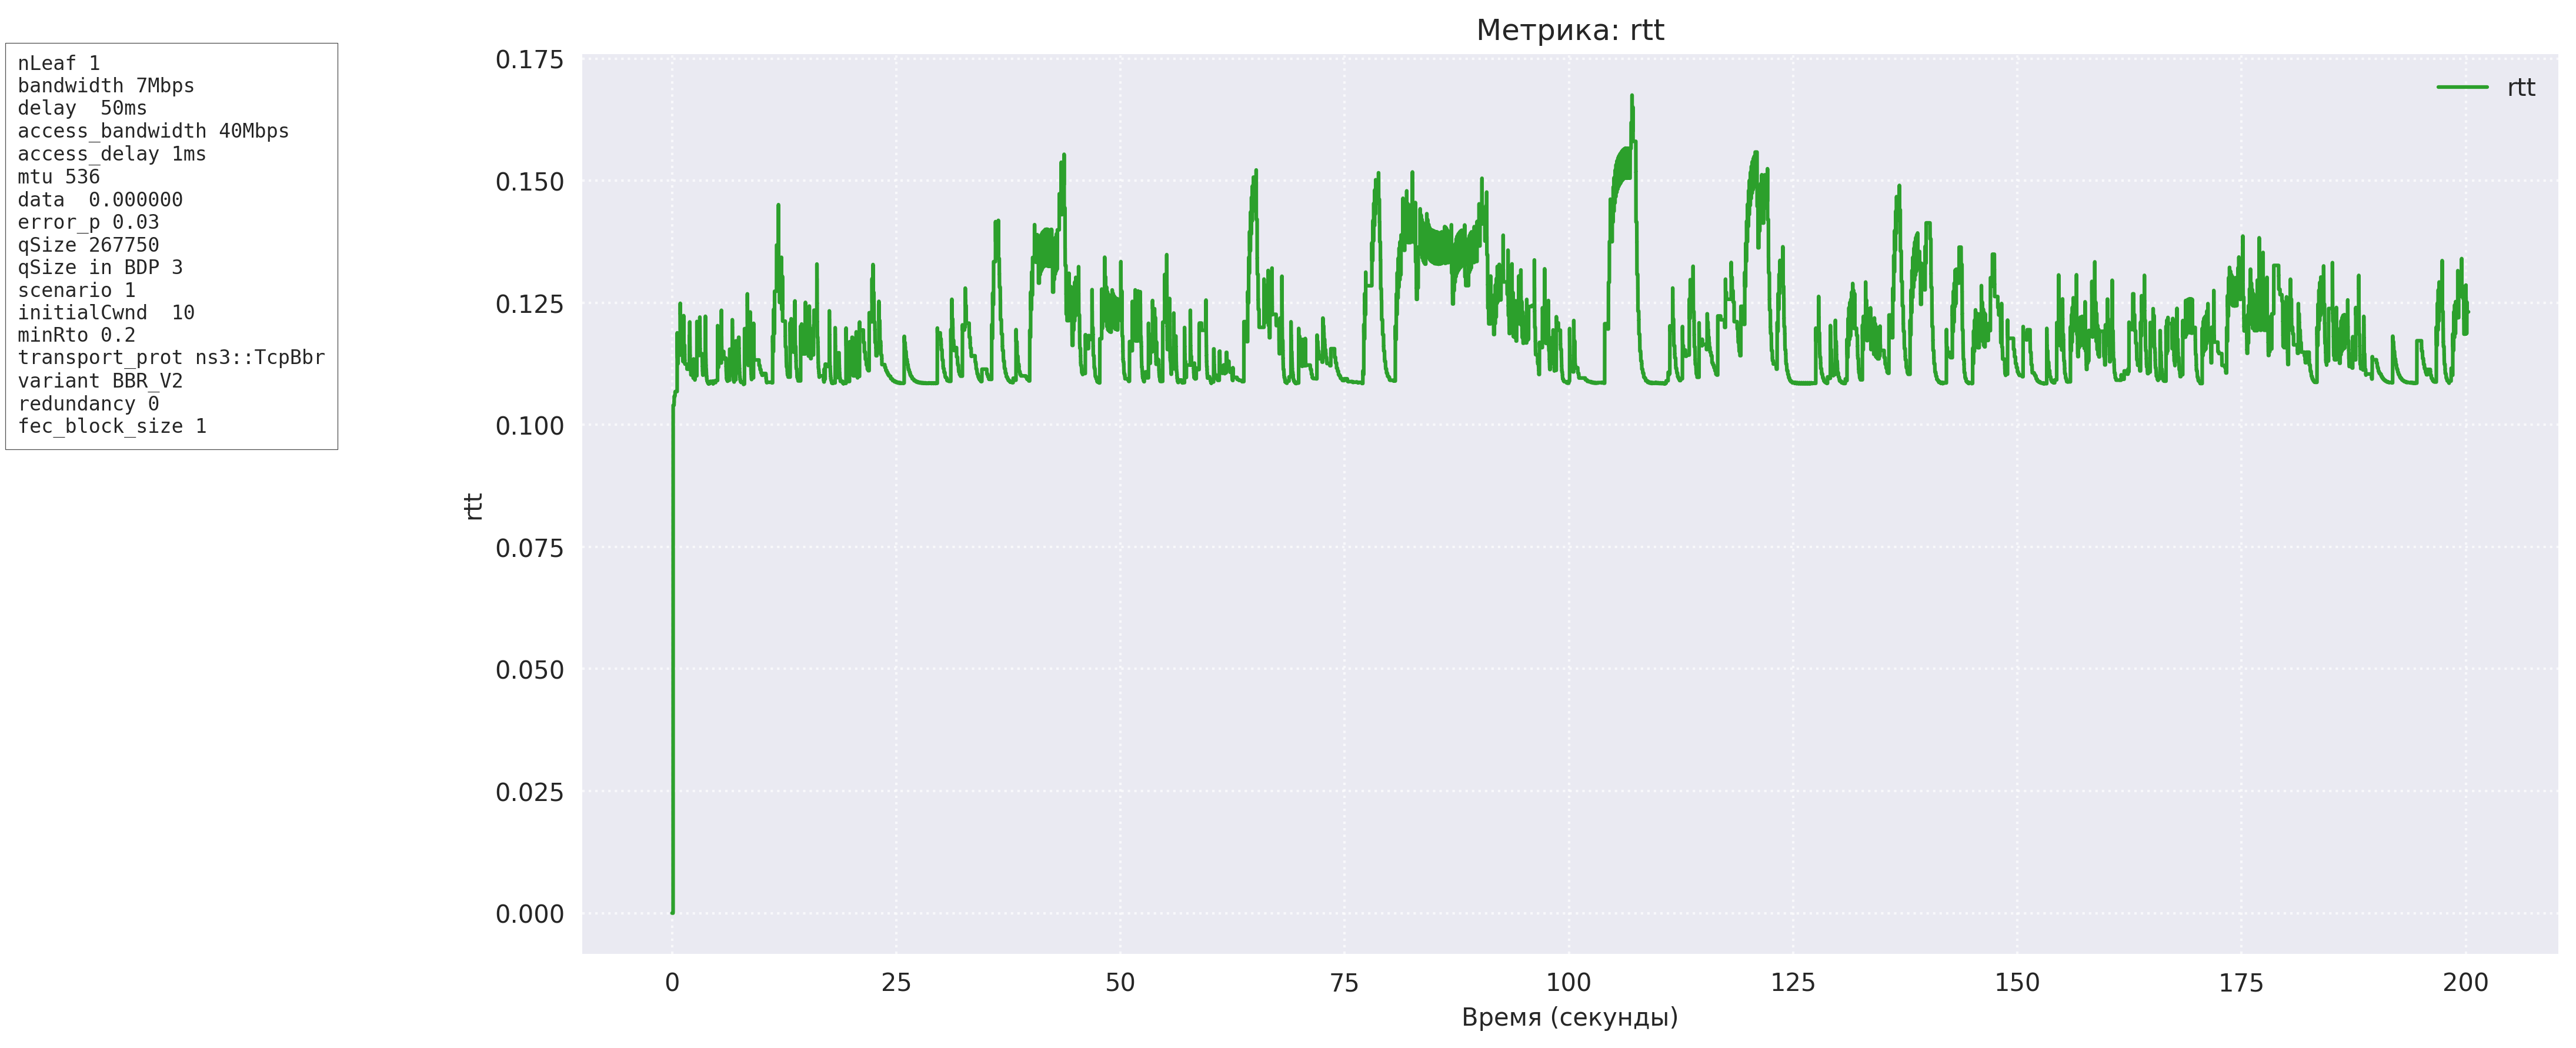 Метрика: rtt
nLeaf 1
bandwidth 7Mbps
delay  50ms
access_bandwidth 40Mbps
access_delay 1ms
mtu 536
data  0.000000
error_p 0.03
qSize 267750
qSize in BDP 3
scenario 1
initialCwnd  10
minRto 0.2
transport_prot ns3::TcpBbr
variant BBR_V2
redundancy 0
fec_block_size 1
rtt
0.175
0.150
0.125
0.100
0.075
0.050
0.025
0.000
rtt
0 25 50 75 100 125 150 175 200
Время (секунды)